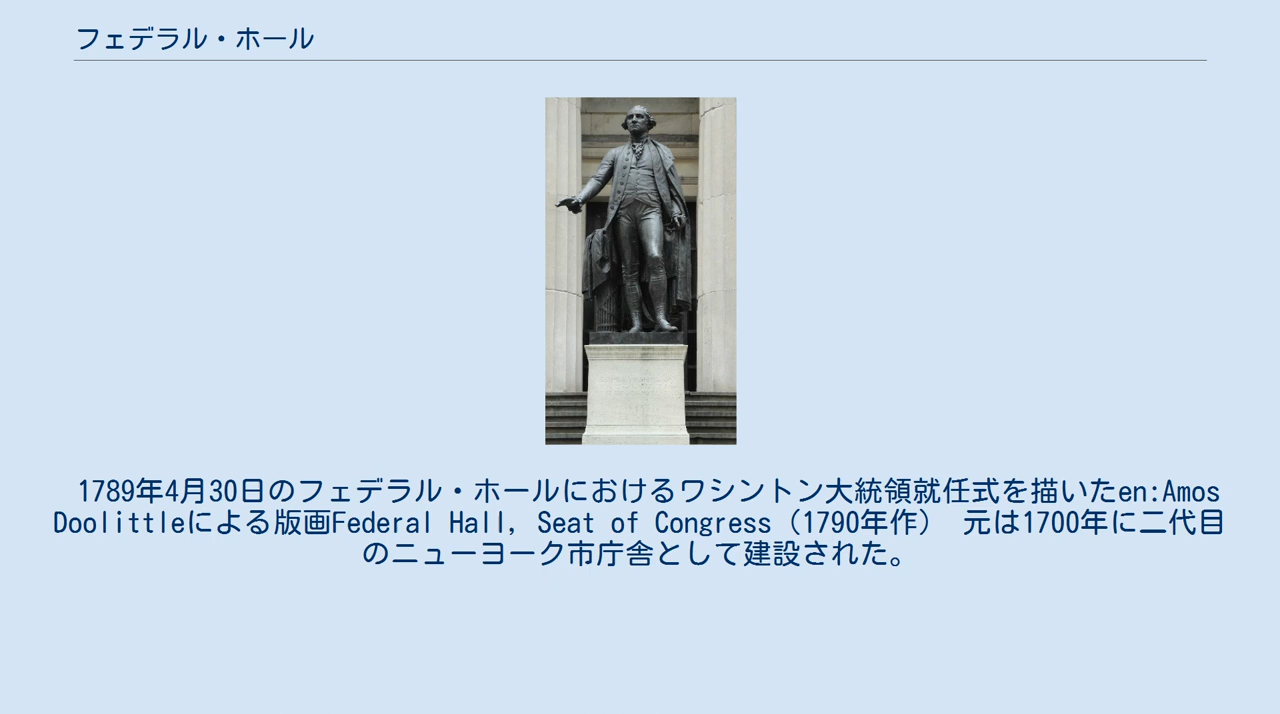 フェデラル・ホール
1789年4月30日のフェデラル・ホールにおけるワシントン大統領就任式を描いたen:Amos
Doolittleによる版画Federal Hall, Seat of Congress（1790年作） 元は1700年に二代目
のニューヨーク市庁舎として建設された。